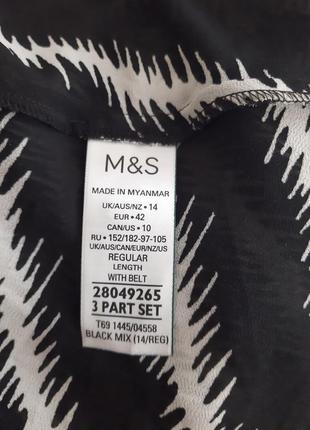 M&S
MADE IN MYANMAR
UK/AUS/NZ • 14
EUR • 42
CAN/US • 10
RU • 152/182-97-105
UK/AUS/CAN/EUR/NZ/US
REGULAR
LENGTH
WITH BELT
28049265
3 PART SET
T69 1445/04558
BLACK MIX (14/REG)